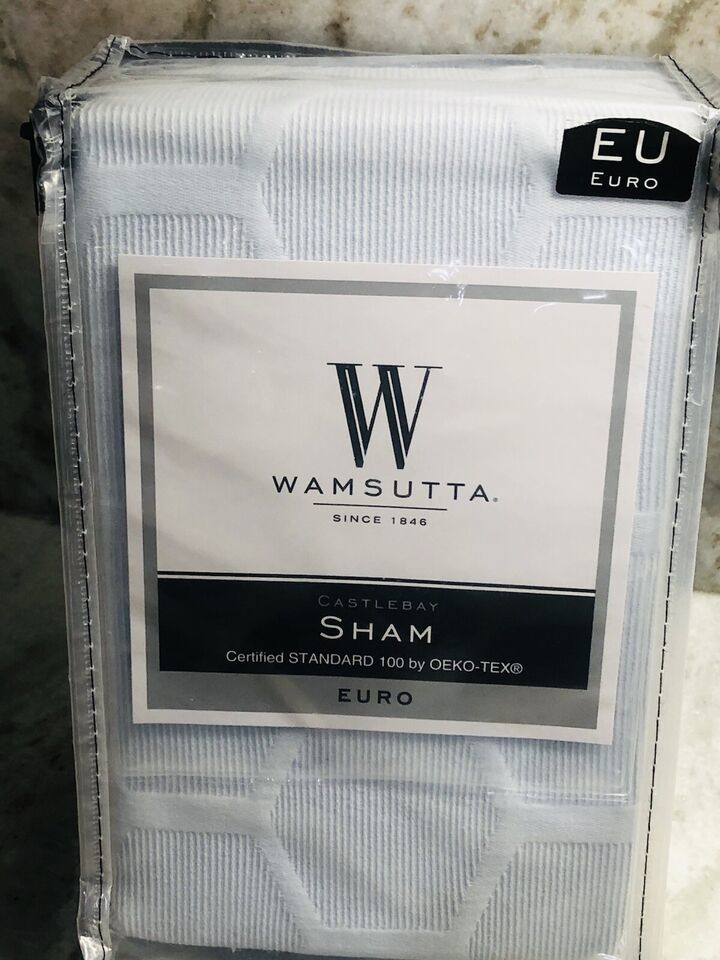 EU
EURO
W
WAMSUTTA®
SINCE 1846
CASTLEBAY
SHAM
Certified STANDARD 100 by OEKO-TEX®
EURO